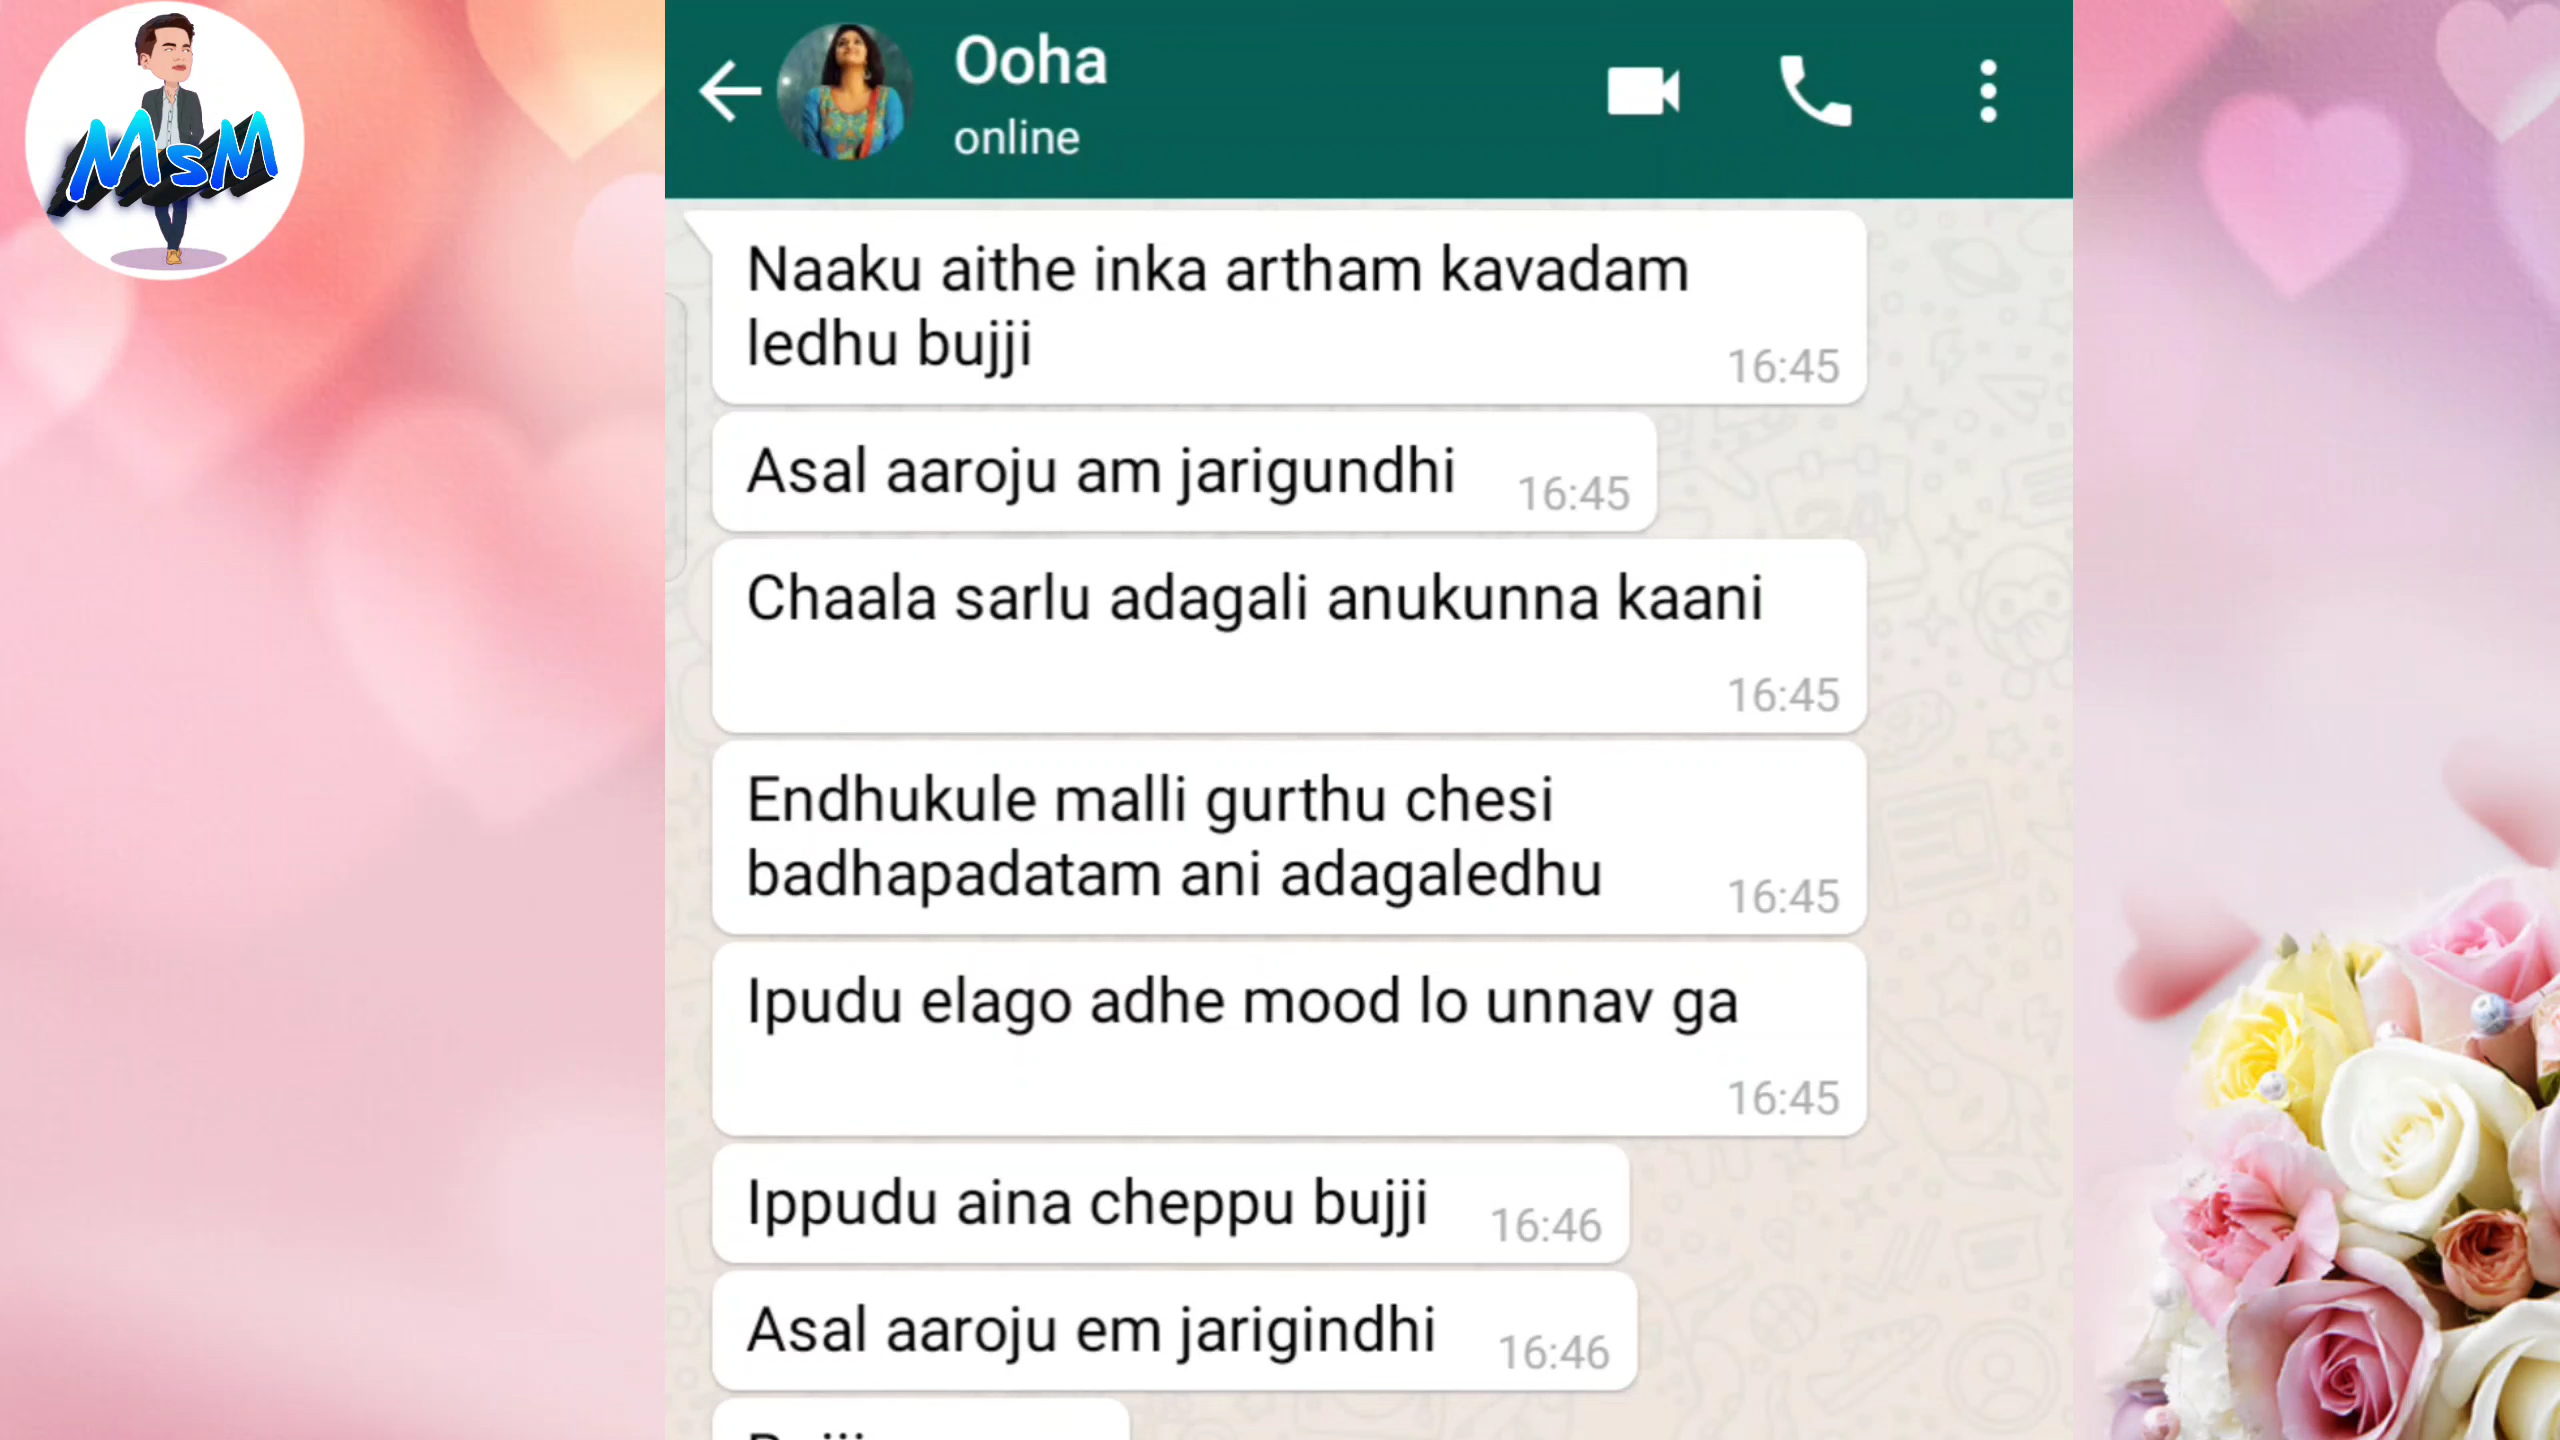 MsM
Ooha
online
Naaku aithe inka artham kavadam
ledhu bujji
16:45
Asal aaroju am jarigundhi 16:45
Chaala sarlu adagali anukunna kaani
16:45
Endhukule malli gurthu chesi
badhapadatam ani adagaledhu 16:45
Ipudu elago adhe mood lo unnav ga
16:45
Ippudu aina cheppu bujji 16:46
Asal aaroju em jarigindhi 16:46